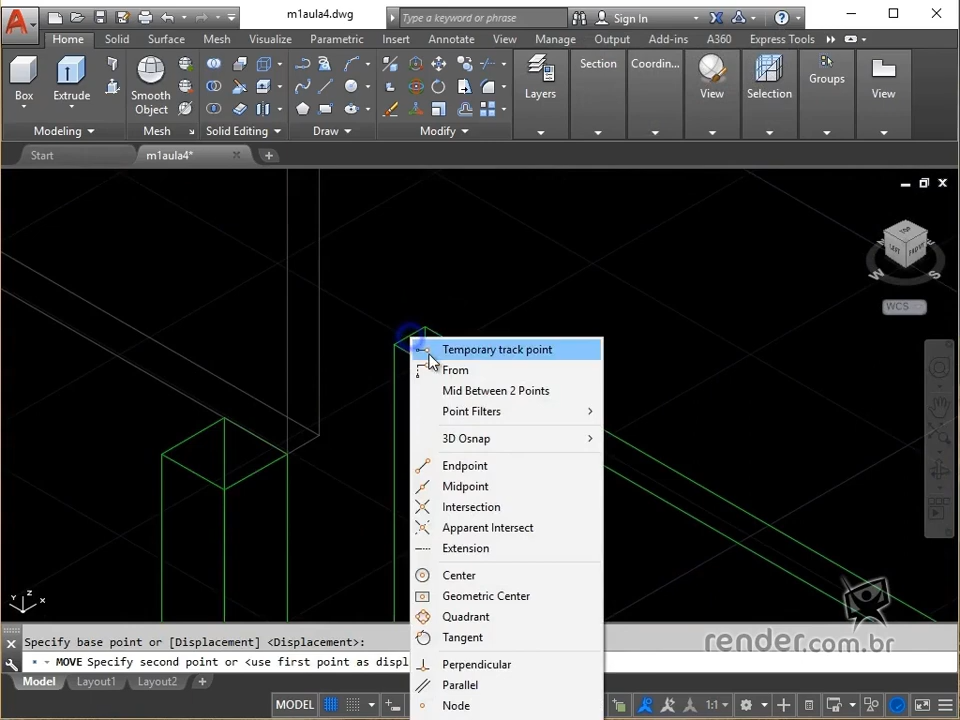 m1aula4.dwg
Type a keyword or phrase
Sign In
Home Solid Surface Mesh Visualize Parametric Insert Annotate View Manage Output Add-ins A360 Express Tools
Box
Extrude
Smooth Object
Layers
Section
Coordin...
View
Selection
Groups
View
Modeling Mesh Solid Editing Draw Modify
Start m1aula4*
TOP
LEFT
FRONT
W S
WCS
Temporary track point
From
Mid Between 2 Points
Point Filters
3D Osnap
Endpoint
Midpoint
Intersection
Apparent Intersect
Extension
Center
Geometric Center
Quadrant
Tangent
Perpendicular
Parallel
Node
Y Z X
render.com.br
Specify base point or [Displacement] <Displacement>:
MOVE Specify second point or <use first point as displ
Model Layout1 Layout2
MODEL
1:1